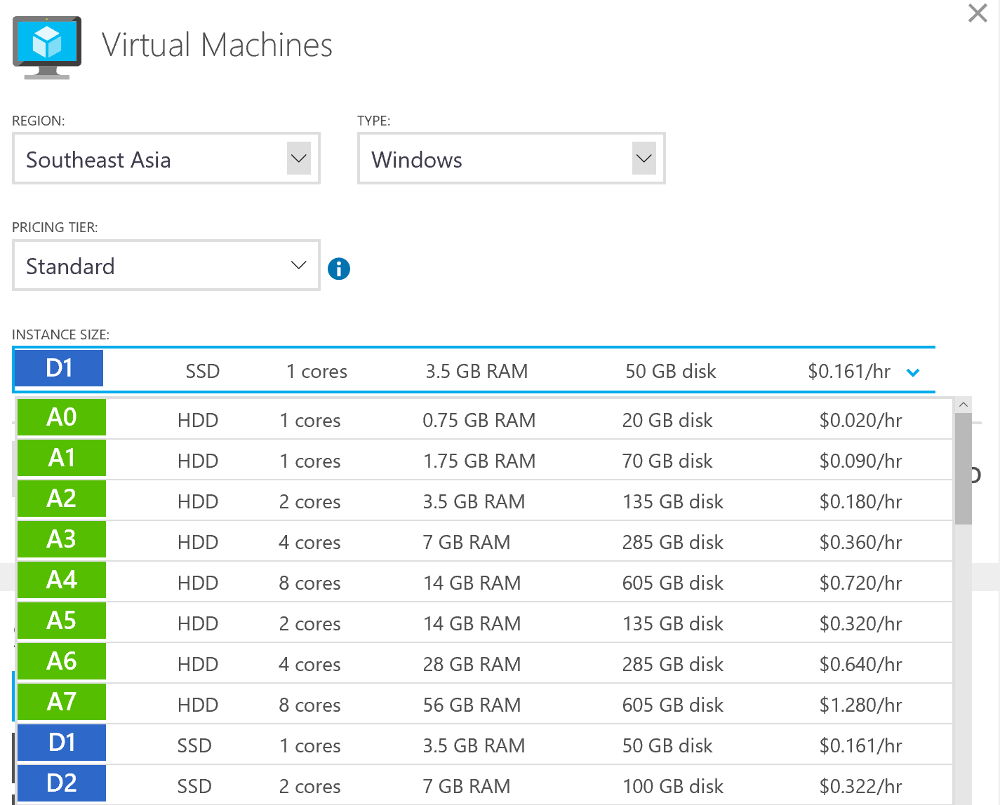 Virtual Machines
REGION:
TYPE:
Southeast Asia
Windows
PRICING TIER:
Standard
INSTANCE SIZE:
D1 SSD 1 cores 3.5 GB RAM 50 GB disk $0.161/hr
A0 HDD 1 cores 0.75 GB RAM 20 GB disk $0.020/hr
A1 HDD 1 cores 1.75 GB RAM 70 GB disk $0.090/hr
A2 HDD 2 cores 3.5 GB RAM 135 GB disk $0.180/hr
A3 HDD 4 cores 7 GB RAM 285 GB disk $0.360/hr
A4 HDD 8 cores 14 GB RAM 605 GB disk $0.720/hr
A5 HDD 2 cores 14 GB RAM 135 GB disk $0.320/hr
A6 HDD 4 cores 28 GB RAM 285 GB disk $0.640/hr
A7 HDD 8 cores 56 GB RAM 605 GB disk $1.280/hr
D1 SSD 1 cores 3.5 GB RAM 50 GB disk $0.161/hr
D2 SSD 2 cores 7 GB RAM 100 GB disk $0.322/hr